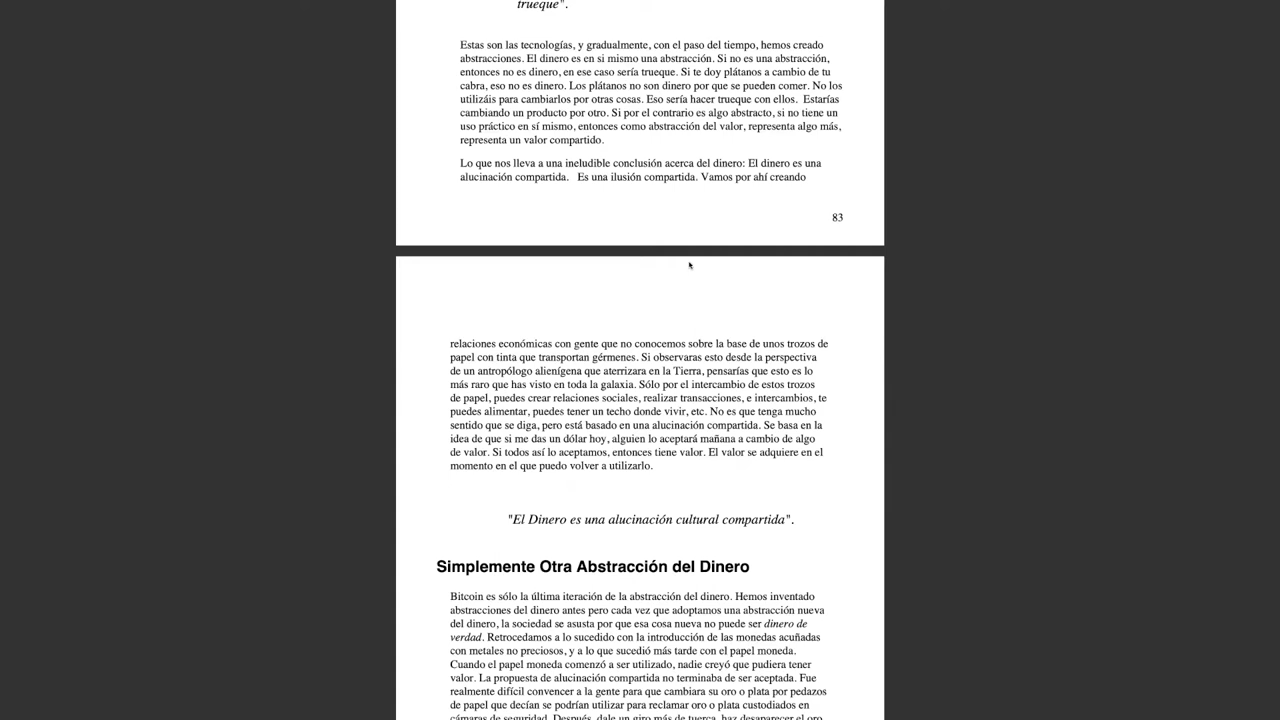 trueque".
Estas son las tecnologías, y gradualmente, con el paso del tiempo, hemos creado
abstracciones. El dinero es en si mismo una abstracción. Si no es una abstracción,
entonces no es dinero, en ese caso sería trueque. Si te doy plátanos a cambio de tu
cabra, eso no es dinero. Los plátanos no son dinero por que se pueden comer. No los
utilizáis para cambiarlos por otras cosas. Eso sería hacer trueque con ellos. Estarías
cambiando un producto por otro. Si por el contrario es algo abstracto, si no tiene un
uso práctico en sí mismo, entonces como abstracción del valor, representa algo más,
representa un valor compartido.
Lo que nos lleva a una ineludible conclusión acerca del dinero: El dinero es una
alucinación compartida. Es una ilusión compartida. Vamos por ahí creando
83
relaciones económicas con gente que no conocemos sobre la base de unos trozos de
papel con tinta que transportan gérmenes. Si observaras esto desde la perspectiva
de un antropólogo alienígena que aterrizara en la Tierra, pensarías que esto es lo
más raro que has visto en toda la galaxia. Sólo por el intercambio de estos trozos
de papel, puedes crear relaciones sociales, realizar transacciones, e intercambios, te
puedes alimentar, puedes tener un techo donde vivir, etc. No es que tenga mucho
sentido que se diga, pero está basado en una alucinación compartida. Se basa en la
idea de que si me das un dólar hoy, alguien lo aceptará mañana a cambio de algo
de valor. Si todos así lo aceptamos, entonces tiene valor. El valor se adquiere en el
momento en el que puedo volver a utilizarlo.
"El Dinero es una alucinación cultural compartida".
Simplemente Otra Abstracción del Dinero
Bitcoin es sólo la última iteración de la abstracción del dinero. Hemos inventado
abstracciones del dinero antes pero cada vez que adoptamos una abstracción nueva
del dinero, la sociedad se asusta por que esa cosa nueva no puede ser dinero de
verdad. Retrocedamos a lo sucedido con la introducción de las monedas acuñadas
con metales no preciosos, y a lo que sucedió más tarde con el papel moneda.
Cuando el papel moneda comenzó a ser utilizado, nadie creyó que pudiera tener
valor. La propuesta de alucinación compartida no terminaba de ser aceptada. Fue
realmente difícil convencer a la gente para que cambiara su oro o plata por pedazos
de papel que decían se podrían utilizar para reclamar oro o plata custodiados en
cámaras de seguridad. Después, dale un giro más de tuerca, haz desaparecer el oro